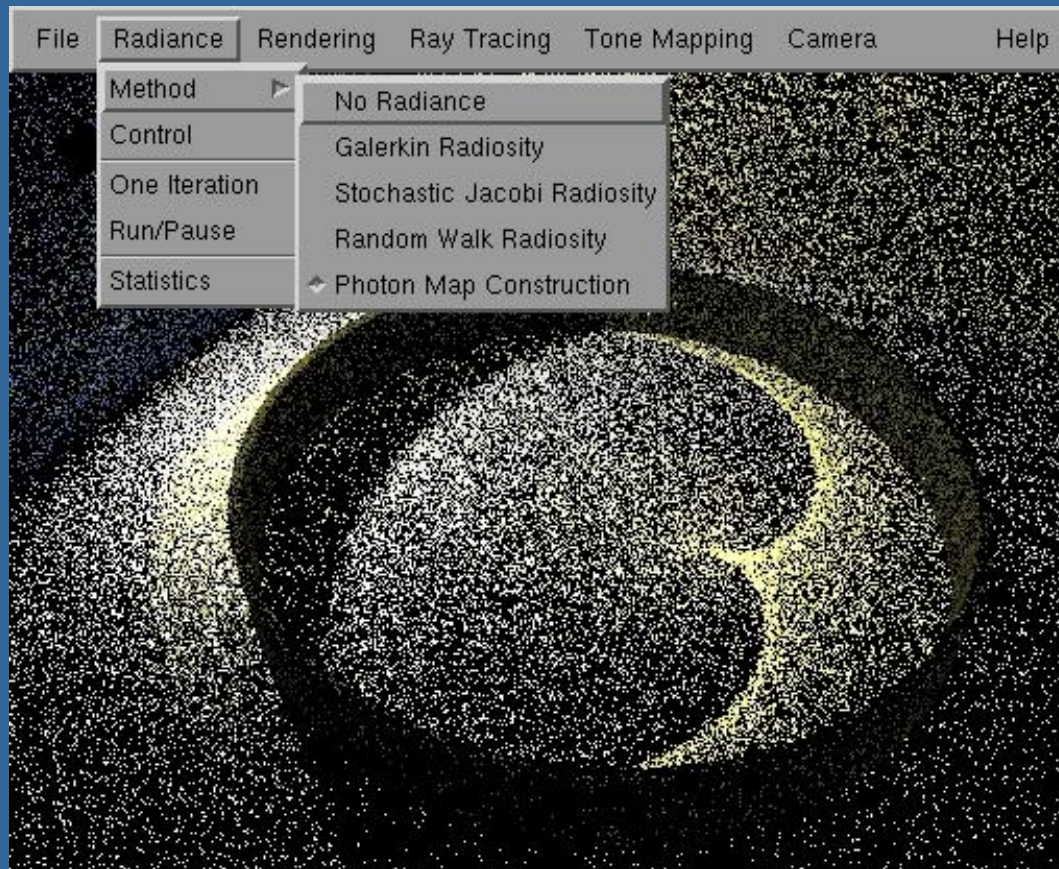 File Radiance Rendering Ray Tracing Tone Mapping Camera Help
Method
Control
One Iteration
Run/Pause
Statistics
No Radiance
Galerkin Radiosity
Stochastic Jacobi Radiosity
Random Walk Radiosity
Photon Map Construction